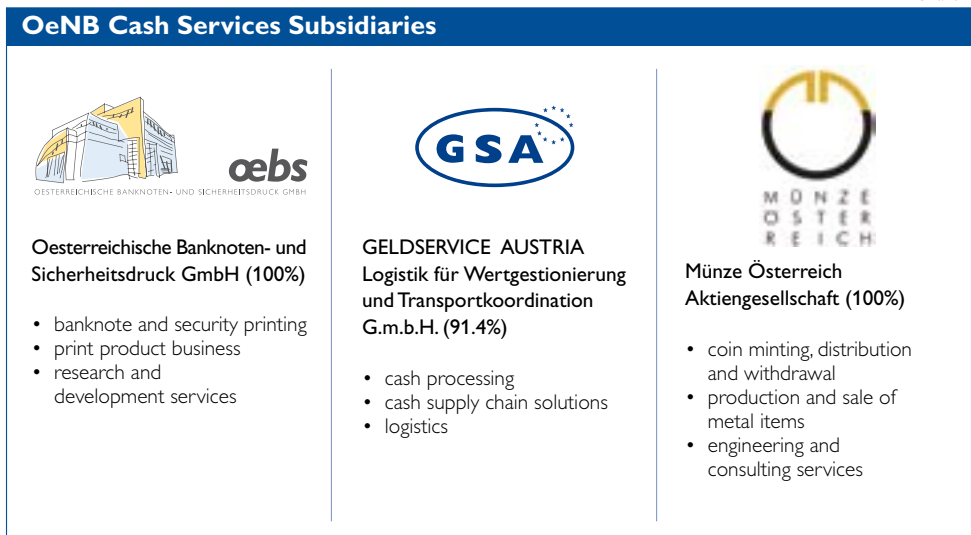 OeNB Cash Services Subsidiaries
œbs
OESTERREICHISCHE BANKNOTEN- UND SICHERHEITSDRUCK GMBH
Oesterreichische Banknoten- und
Sicherheitsdruck GmbH (100%)
• banknote and security printing
• print product business
• research and
development services
GSA
GELDSERVICE AUSTRIA
Logistik für Wertgestionierung
und Transportkoordination
G.m.b.H. (91.4%)
• cash processing
• cash supply chain solutions
• logistics
MÜNZE
ÖSTER
REICH
Münze Österreich
Aktiengesellschaft (100%)
• coin minting, distribution
and withdrawal
• production and sale of
metal items
• engineering and
consulting services